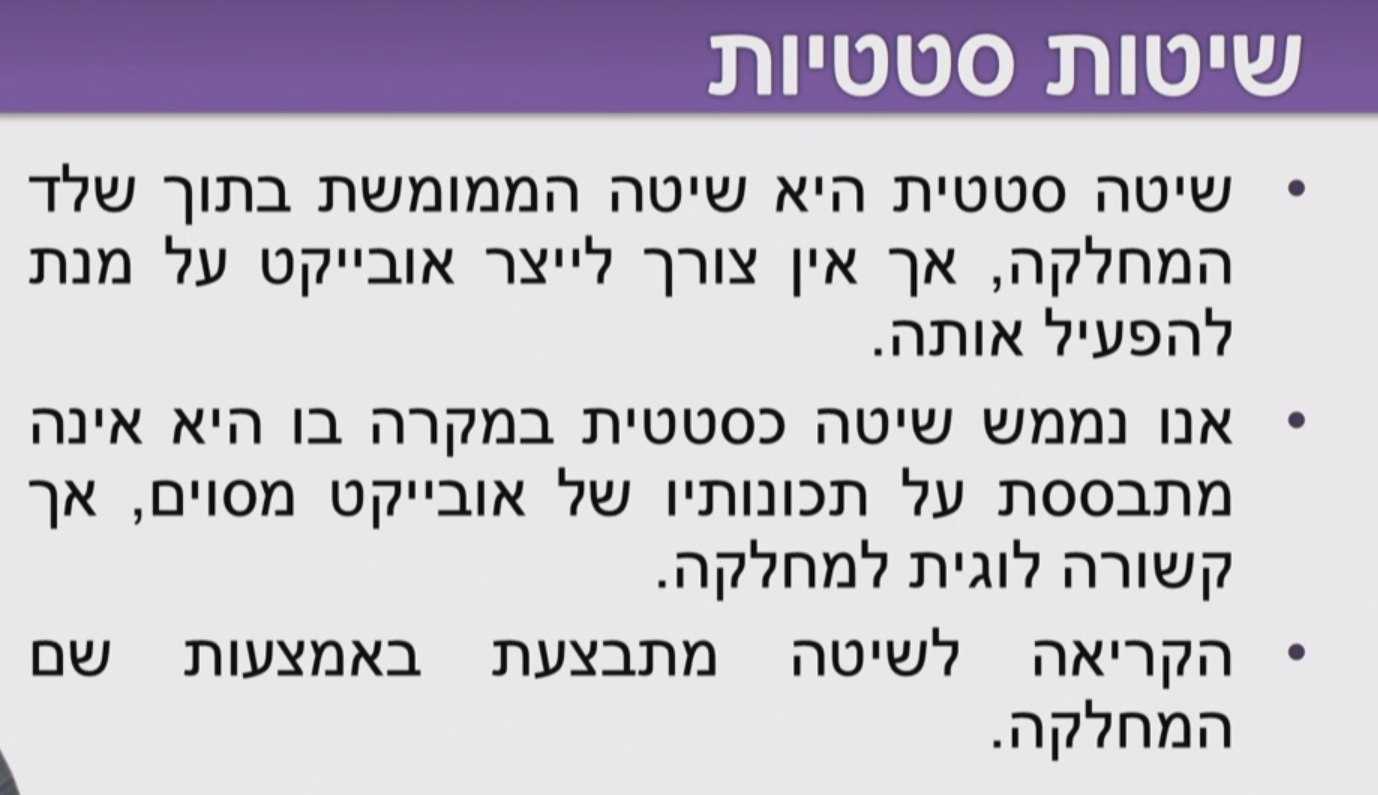 שיטות סטטיות
• שיטה סטטית היא שיטה הממומשת בתוך שלד
המחלקה, אך אין צורך לייצר אובייקט על מנת
להפעיל אותה.
• אנו נממש שיטה כסטטית במקרה בו היא אינה
מתבססת על תכונותיו של אובייקט מסוים, אך
קשורה לוגית למחלקה.
• הקריאה לשיטה מתבצעת באמצעות שם
המחלקה.